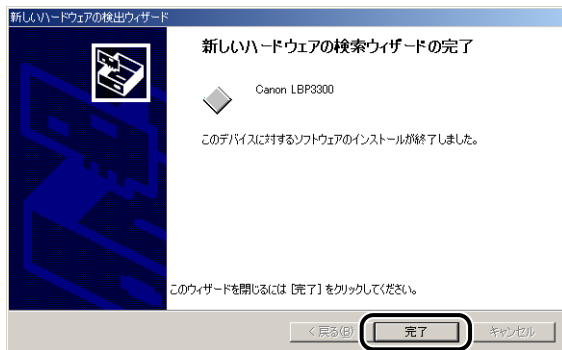 新しいハードウェアの検出ウィザード
新しいハードウェアの検索ウィザードの完了
Canon LBP3300
このデバイスに対するソフトウェアのインストールが終了しました。
このウィザードを閉じるには [完了] をクリックしてください。
< 戻る(B)
完了
キャンセル